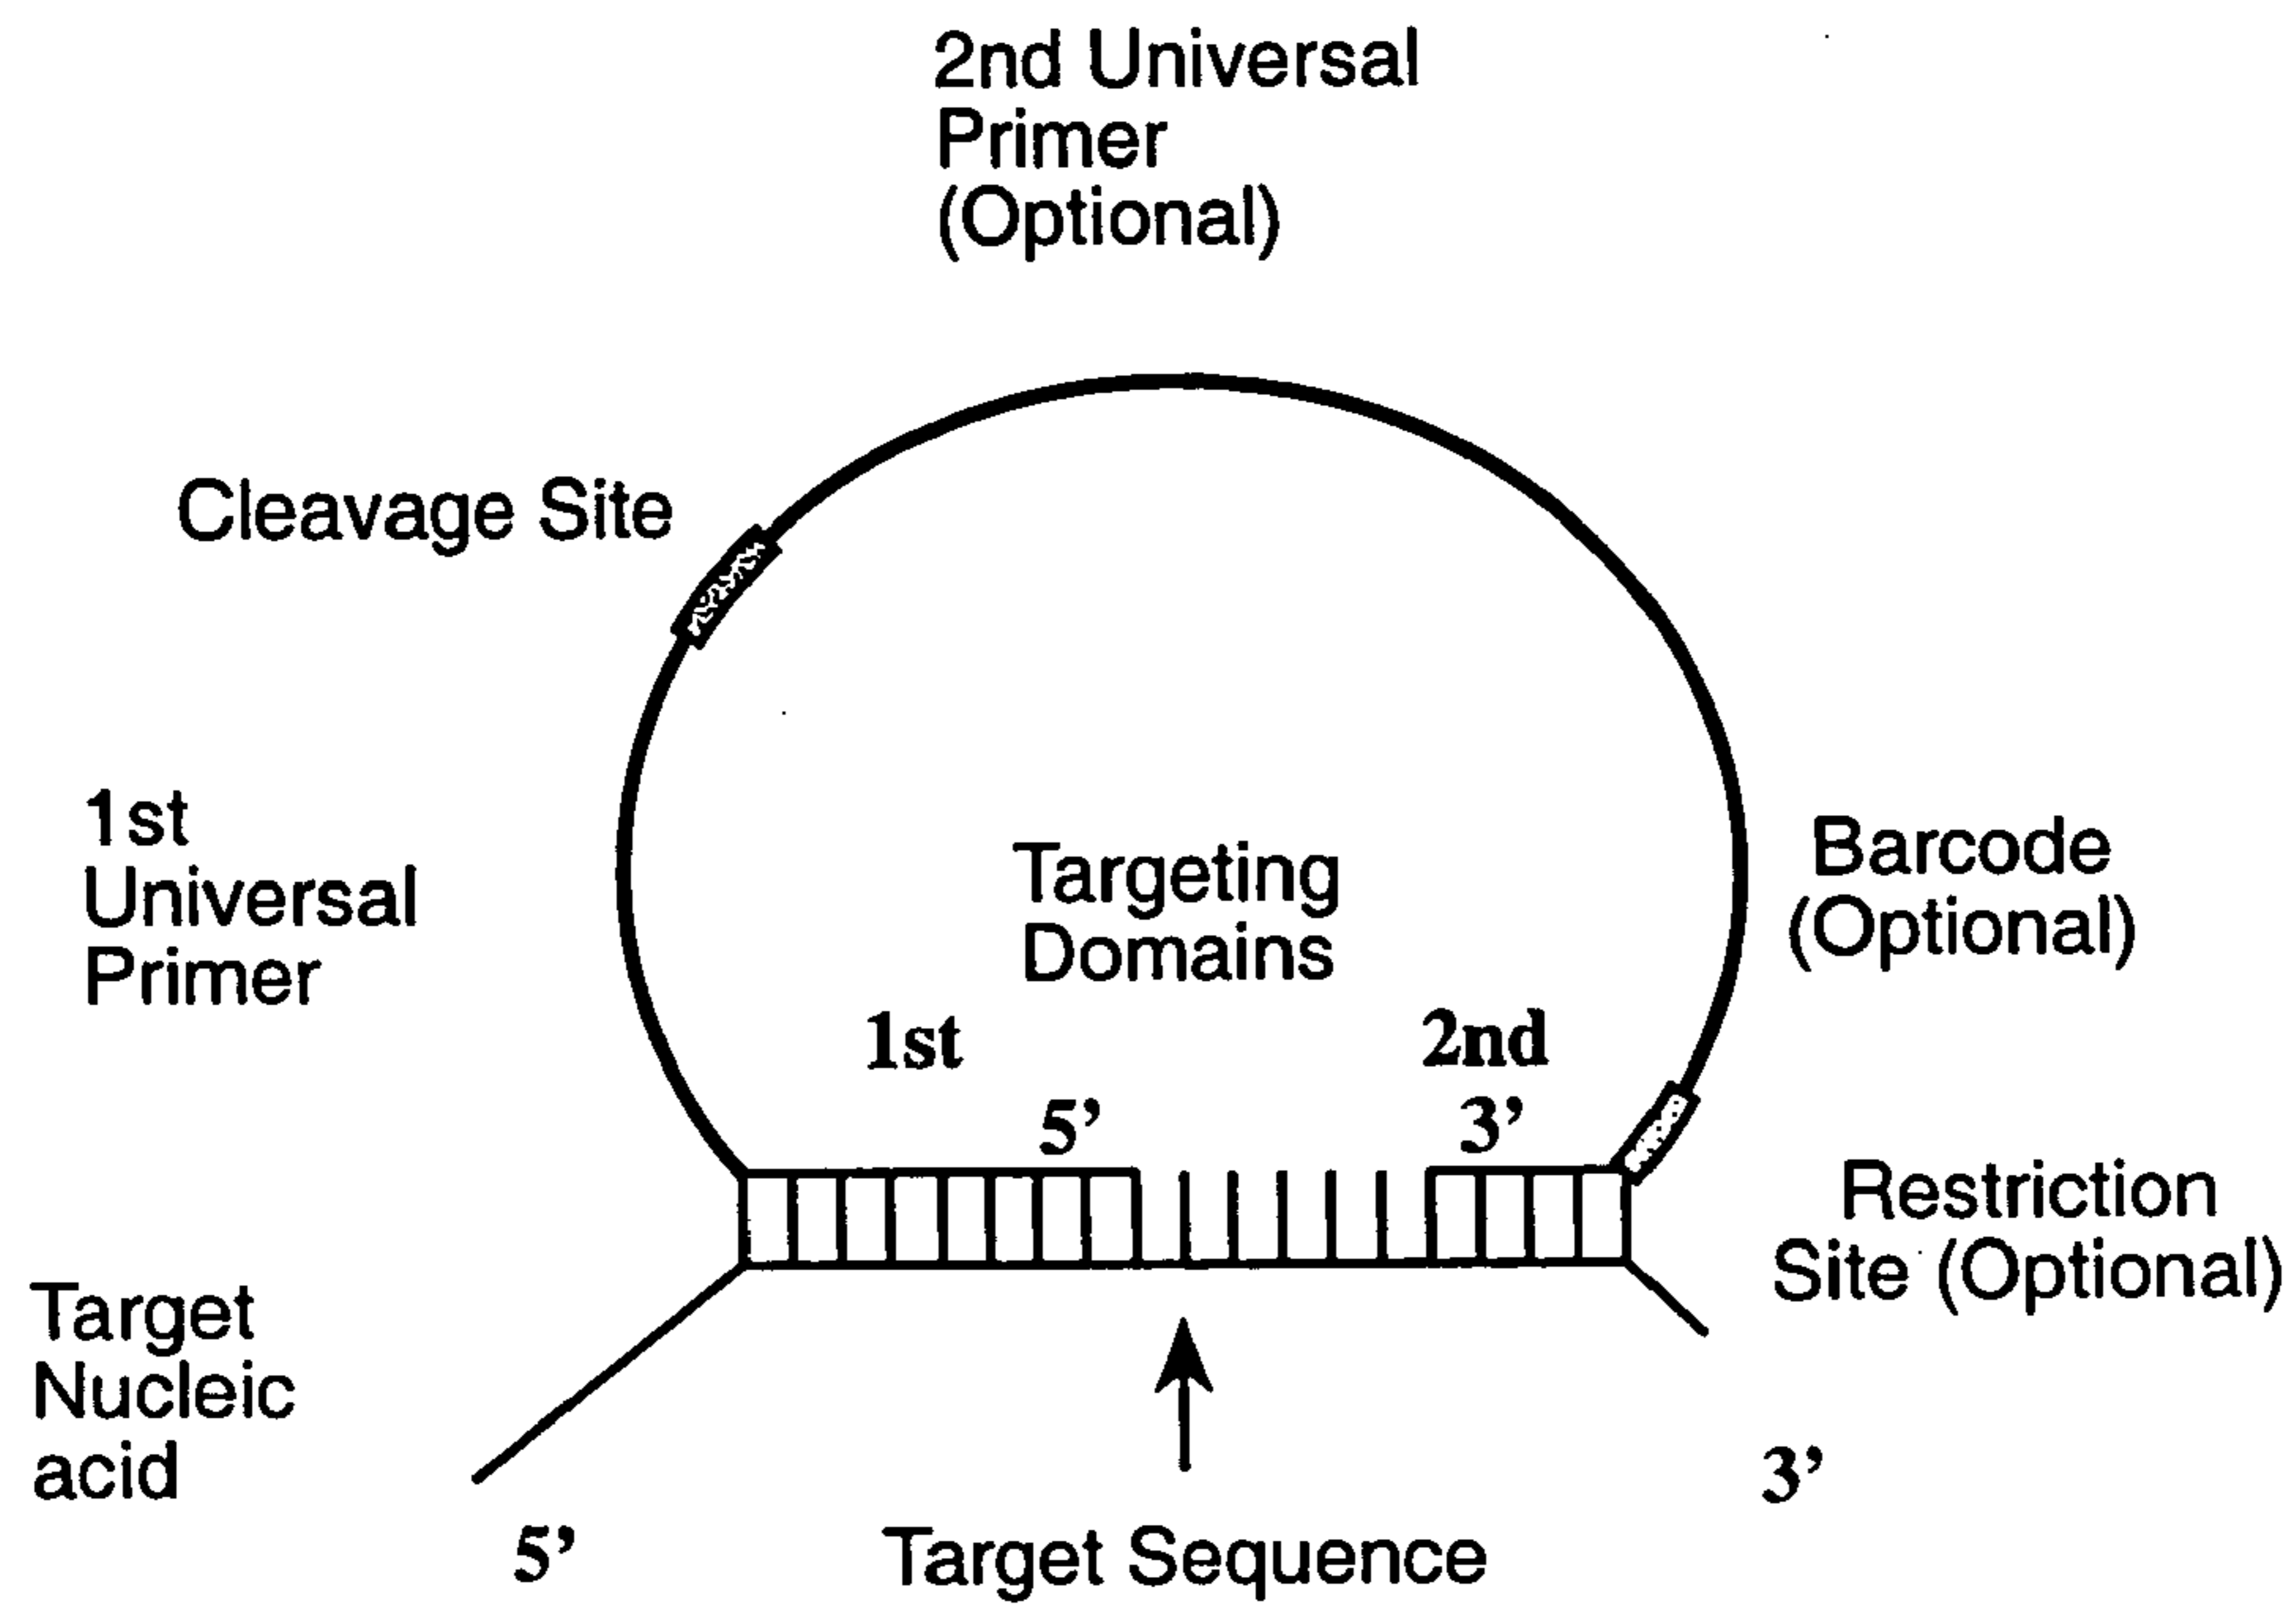 2nd Universal
Primer
(Optional)
Cleavage Site
1st
Universal
Primer
Targeting
Domains
1st
2nd
5’
3’
Barcode
(Optional)
Restriction
Site (Optional)
Target
Nucleic
acid
5’
Target Sequence
3’